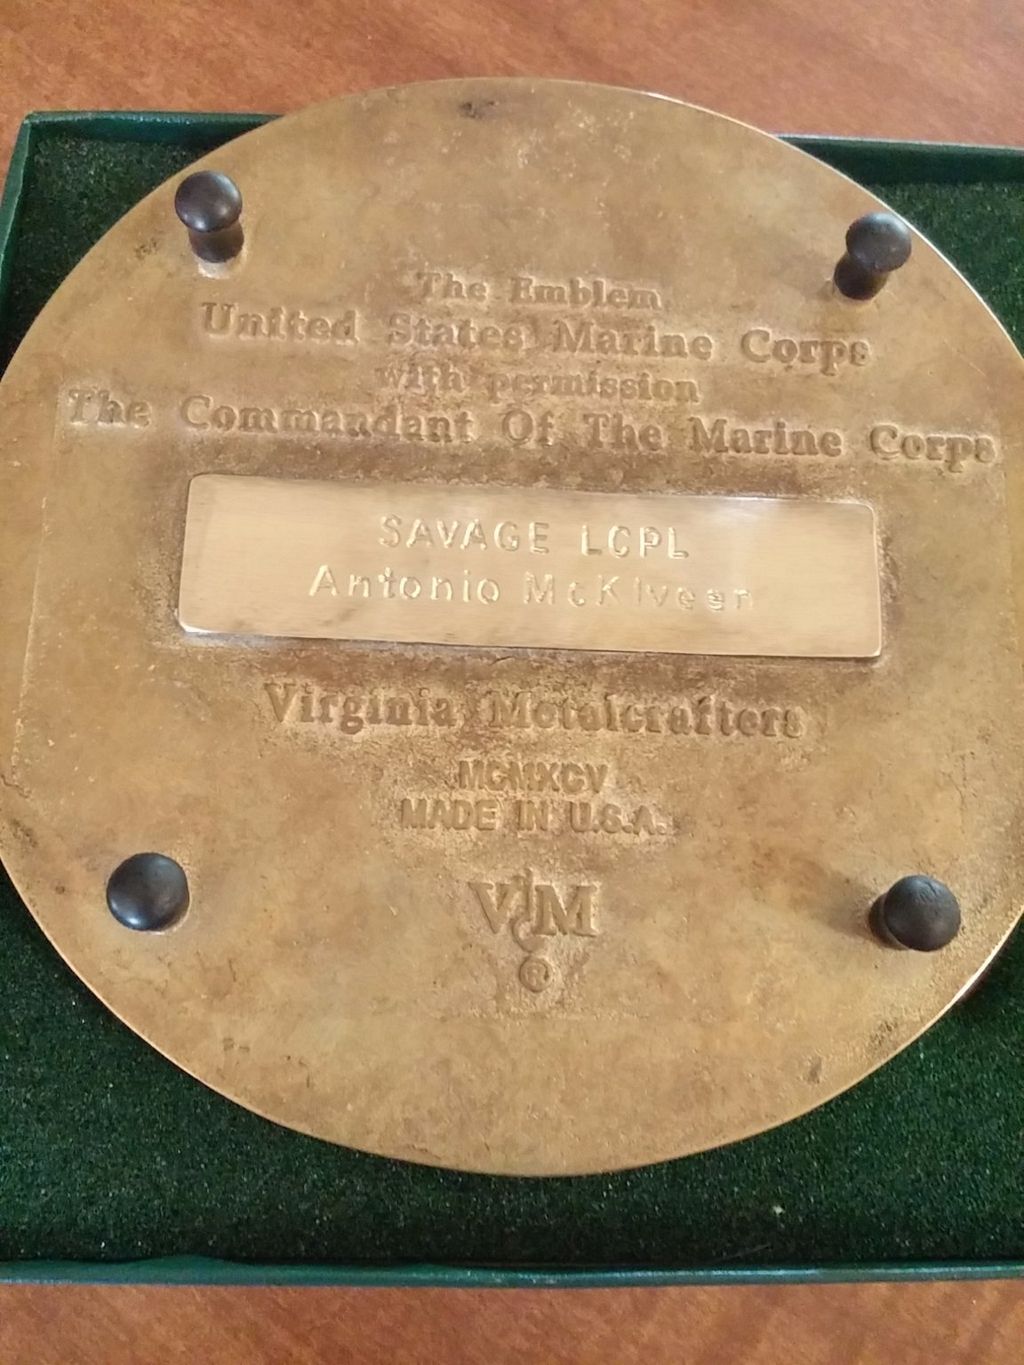 The Emblem
United States Marine Corps
with permission
The Commandant Of The Marine Corps
SAVAGE LCPL
Antonio McKlveen
Virginia Metalcrafters
MCMXCV
MADE IN U.S.A.
VM
®